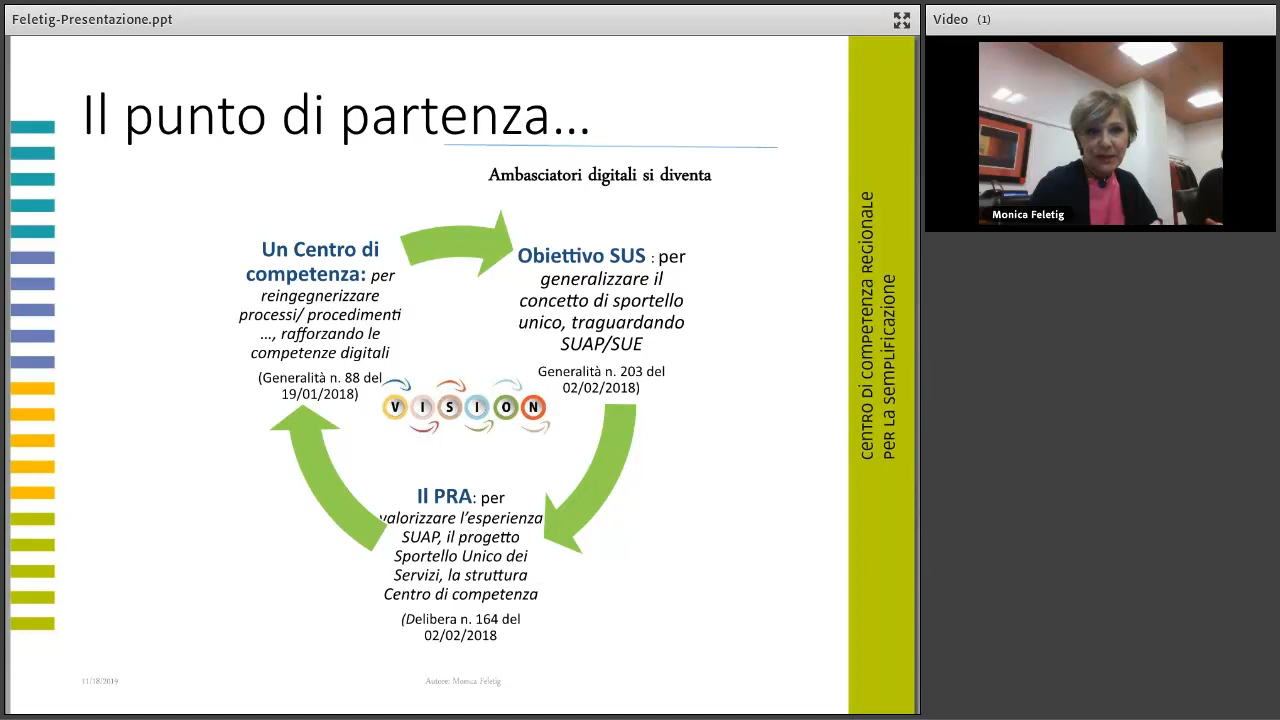 Feletig-Presentazione.ppt
Video (1)
Monica Feletig
Il punto di partenza...
Ambasciatori digitali si diventa
Un Centro di
competenza: per
reingegnerizzare
processi/ procedimenti
..., rafforzando le
competenze digitali
(Generalità n. 88 del
19/01/2018)
Obiettivo SUS : per
generalizzare il
concetto di sportello
unico, traguardando
SUAP/SUE
Generalità n. 203 del
02/02/2018)
VISION
Il PRA: per
valorizzare l'esperienza
SUAP, il progetto
Sportello Unico dei
Servizi, la struttura
Centro di competenza
(Delibera n. 164 del
02/02/2018
11/18/2019
Autore: Monica Feletig
CENTRO DI COMPETENZA REGIONALE
PER LA SEMPLIFICAZIONE